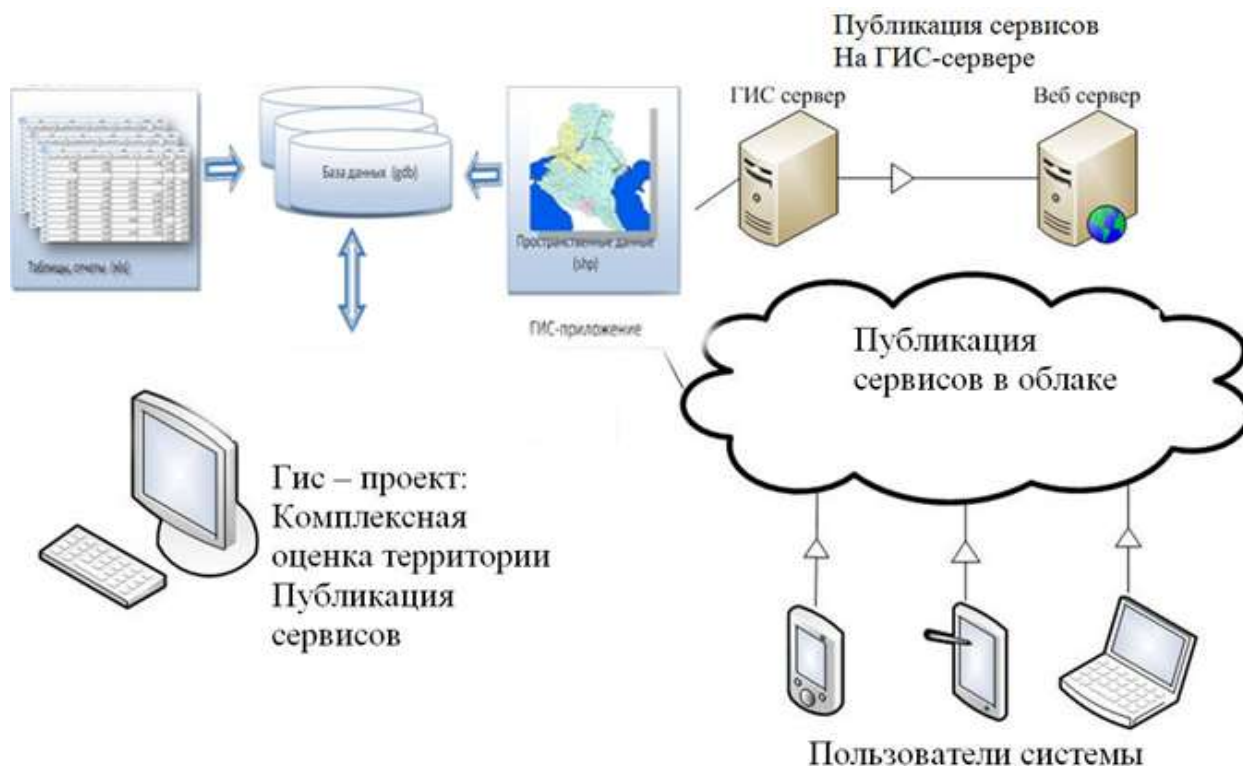 Публикация сервисов
На ГИС-сервере
ГИС сервер
Веб сервер
База данных (gdb)
Пространственные данные
(shp)
Таблицы, отчеты (xls)
ГИС-приложение
Публикация
сервисов в облаке
Гис – проект:
Комплексная
оценка территории
Публикация
сервисов
Пользователи системы